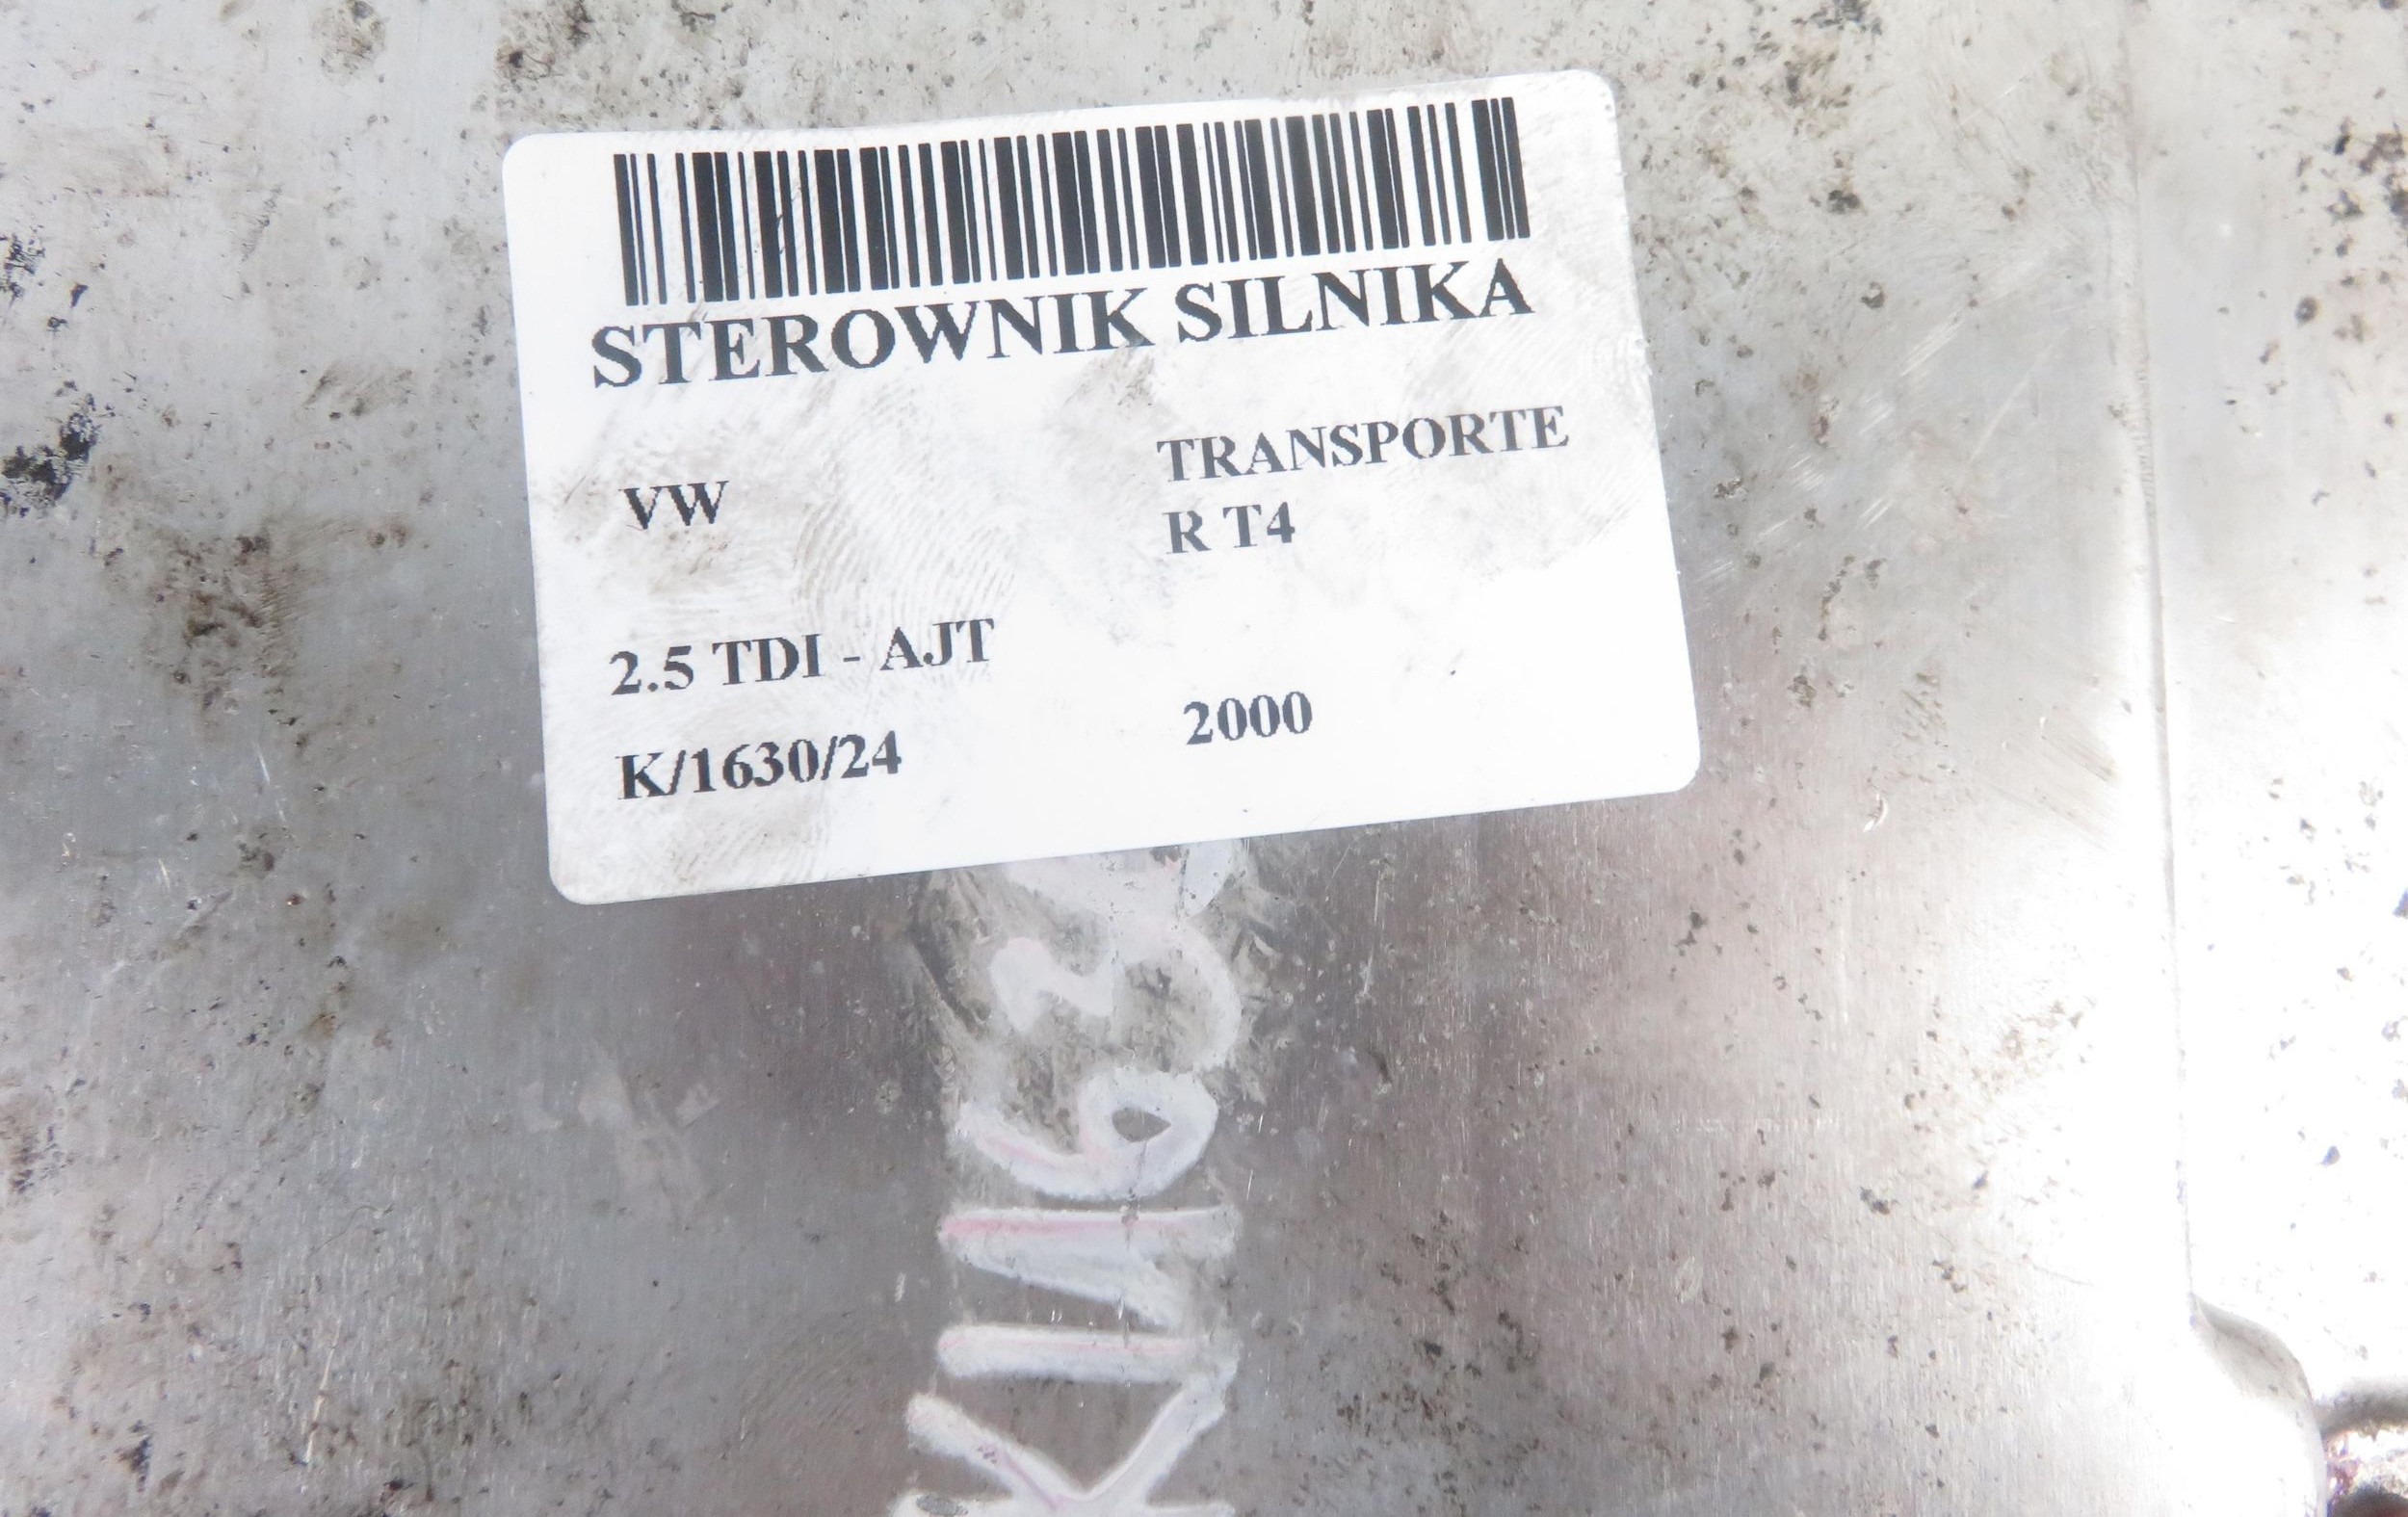 STEROWNIK SILNIKA
VW
TRANSPORTE
R T4
2.5 TDI - AJT
K/1630/24
2000